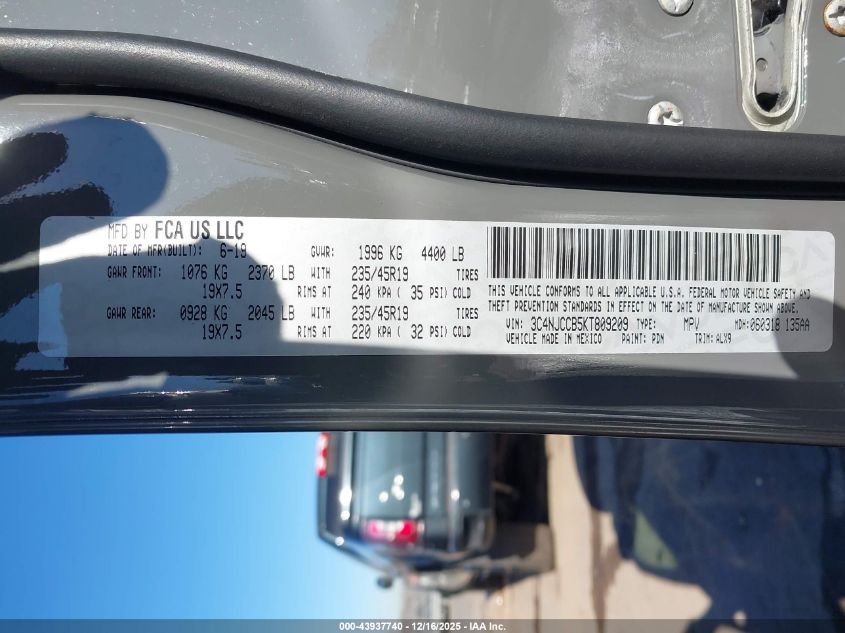 MFD BY FCA US LLC
DATE OF MFR(BUILT): 6-19 GVWR: 1996 KG 4400 LB
GAWR FRONT: 1076 KG 2370 LB WITH 235/45R19 TIRES
19X7.5 RIMS AT 240 KPA ( 35 PSI) COLD
GAWR REAR: 0928 KG 2045 LB WITH 235/45R19 TIRES
19X7.5 RIMS AT 220 KPA ( 32 PSI) COLD
THIS VEHICLE CONFORMS TO ALL APPLICABLE U.S.A. FEDERAL MOTOR VEHICLE SAFETY AND
THEFT PREVENTION STANDARDS IN EFFECT ON THE DATE OF MANUFACTURE SHOWN ABOVE.
VIN: 3C4NJCCB5KT809209 TYPE: MPV MDH:060318 135AA
VEHICLE MADE IN MEXICO PAINT: PDN TRIM: ALX9
000-43937740 - 12/16/2025 - IAA Inc.